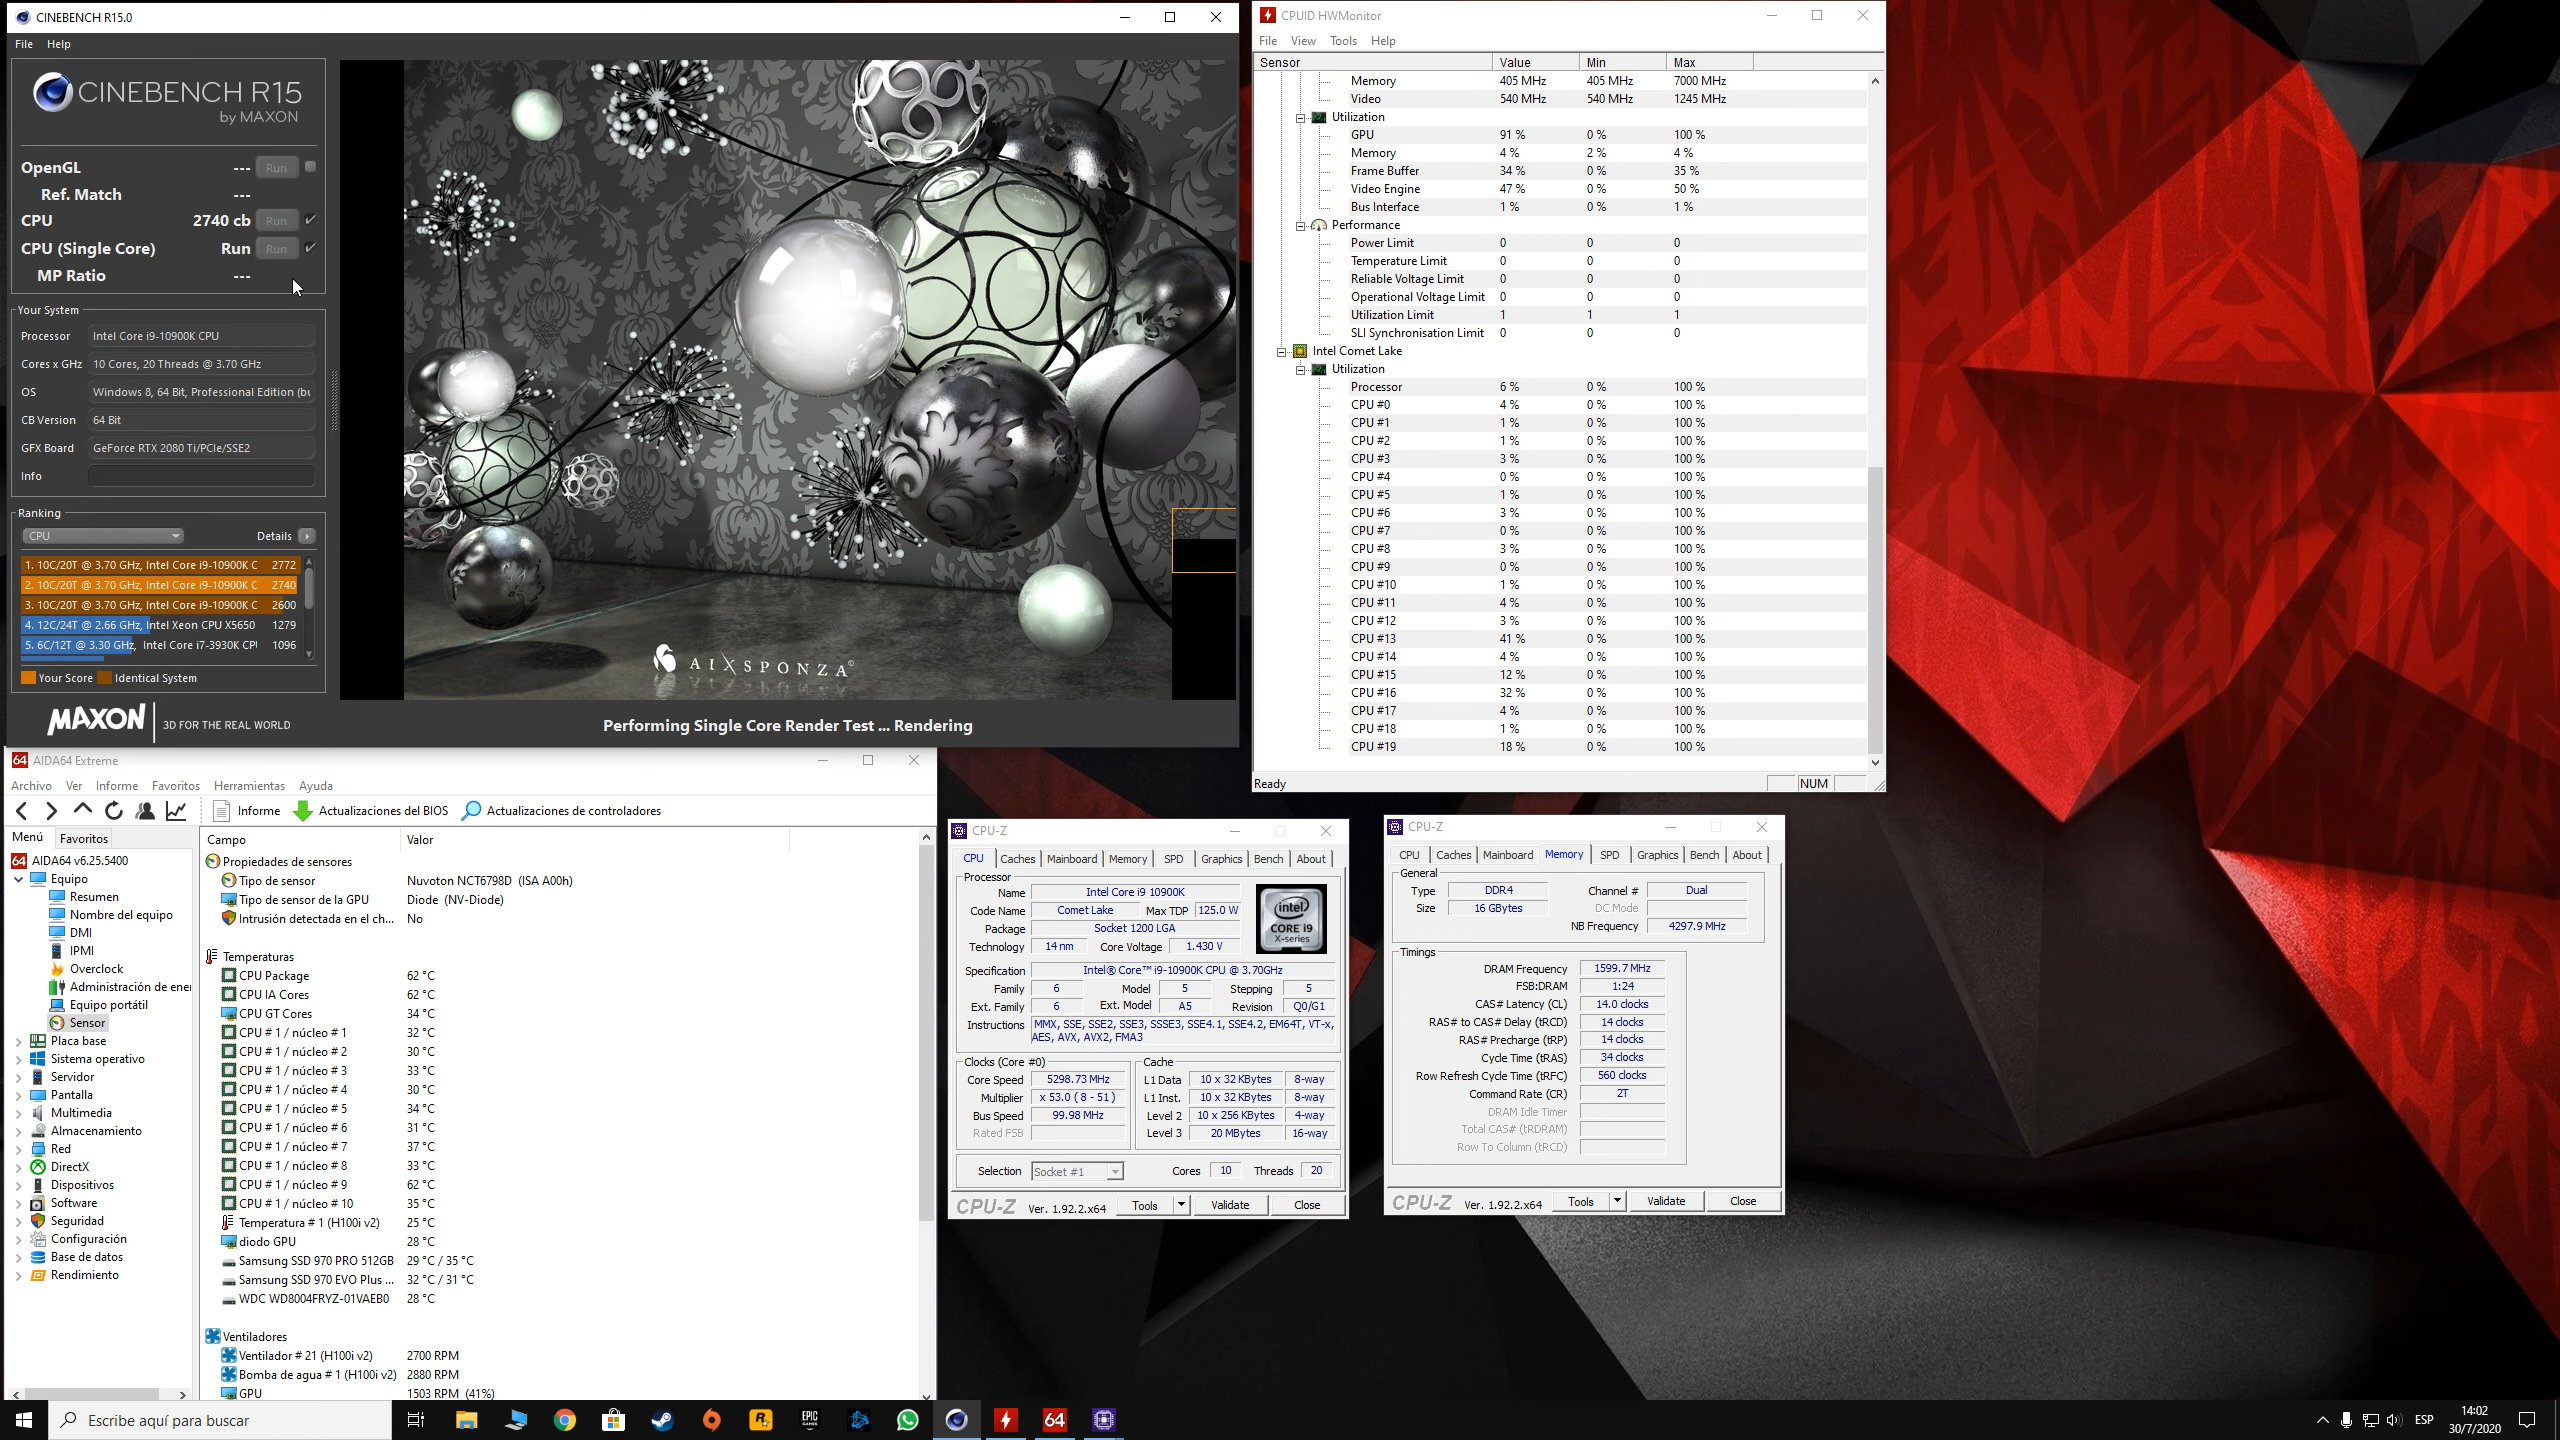 CINEBENCH R15.0
File Help
CINEBENCH R15
by MAXON
OpenGL --- Run
Ref. Match ---
CPU 2740 cb Run
CPU (Single Core) Run Run
MP Ratio ---
Your System
Processor Intel Core i9-10900K CPU
Cores x GHz 10 Cores, 20 Threads @ 3.70 GHz
OS Windows 8, 64 Bit, Professional Edition (bu
CB Version 64 Bit
GFX Board GeForce RTX 2080 Ti/PCIe/SSE2
Info
Ranking
CPU Details
1. 10C/20T @ 3.70 GHz, Intel Core i9-10900K C 2772
2. 10C/20T @ 3.70 GHz, Intel Core i9-10900K C 2740
3. 10C/20T @ 3.70 GHz, Intel Core i9-10900K C 2600
4. 12C/24T @ 2.66 GHz, Intel Xeon CPU X5650 1279
5. 6C/12T @ 3.30 GHz, Intel Core i7-3930K CPU 1096
Your Score Identical System
MAXON 3D FOR THE REAL WORLD
AIXSPONZA®
Performing Single Core Render Test ... Rendering
CPUID HWMonitor
File View Tools Help
Sensor Value Min Max
Memory 405 MHz 405 MHz 7000 MHz
Video 540 MHz 540 MHz 1245 MHz
Utilization
GPU 91 % 0 % 100 %
Memory 4 % 2 % 4 %
Frame Buffer 34 % 0 % 35 %
Video Engine 47 % 0 % 50 %
Bus Interface 1 % 0 % 1 %
Performance
Power Limit 0 0 0
Temperature Limit 0 0 0
Reliable Voltage Limit 0 0 0
Operational Voltage Limit 0 0 0
Utilization Limit 1 1 1
SLI Synchronisation Limit 0 0 0
Intel Comet Lake
Utilization
Processor 6 % 0 % 100 %
CPU #0 4 % 0 % 100 %
CPU #1 1 % 0 % 100 %
CPU #2 1 % 0 % 100 %
CPU #3 3 % 0 % 100 %
CPU #4 0 % 0 % 100 %
CPU #5 1 % 0 % 100 %
CPU #6 3 % 0 % 100 %
CPU #7 0 % 0 % 100 %
CPU #8 3 % 0 % 100 %
CPU #9 0 % 0 % 100 %
CPU #10 1 % 0 % 100 %
CPU #11 4 % 0 % 100 %
CPU #12 3 % 0 % 100 %
CPU #13 41 % 0 % 100 %
CPU #14 4 % 0 % 100 %
CPU #15 12 % 0 % 100 %
CPU #16 32 % 0 % 100 %
CPU #17 4 % 0 % 100 %
CPU #18 1 % 0 % 100 %
CPU #19 18 % 0 % 100 %
Ready NUM
64 AIDA64 Extreme
Archivo Ver Informe Favoritos Herramientas Ayuda
Informe Actualizaciones del BIOS Actualizaciones de controladores
Menú Favoritos
64 AIDA64 v6.25.5400
Equipo
Resumen
Nombre del equipo
DMI
IPMI
Overclock
Administración de ener
Equipo portátil
Sensor
Placa base
Sistema operativo
Servidor
Pantalla
Multimedia
Almacenamiento
Red
DirectX
Dispositivos
Software
Seguridad
Configuración
Base de datos
Rendimiento
Campo Valor
Propiedades de sensores
Tipo de sensor Nuvoton NCT6798D (ISA A00h)
Tipo de sensor de la GPU Diode (NV-Diode)
Intrusión detectada en el ch... No
Temperaturas
CPU Package 62 °C
CPU IA Cores 62 °C
CPU GT Cores 34 °C
CPU # 1 / núcleo # 1 32 °C
CPU # 1 / núcleo # 2 30 °C
CPU # 1 / núcleo # 3 33 °C
CPU # 1 / núcleo # 4 30 °C
CPU # 1 / núcleo # 5 34 °C
CPU # 1 / núcleo # 6 31 °C
CPU # 1 / núcleo # 7 37 °C
CPU # 1 / núcleo # 8 33 °C
CPU # 1 / núcleo # 9 62 °C
CPU # 1 / núcleo # 10 35 °C
Temperatura # 1 (H100i v2) 25 °C
diodo GPU 28 °C
Samsung SSD 970 PRO 512GB 29 °C / 35 °C
Samsung SSD 970 EVO Plus ... 32 °C / 31 °C
WDC WD8004FRYZ-01VAEB0 28 °C
Ventiladores
Ventilador # 21 (H100i v2) 2700 RPM
Bomba de agua # 1 (H100i v2) 2880 RPM
GPU 1503 RPM (41%)
CPU-Z
CPU Caches Mainboard Memory SPD Graphics Bench About
Processor
Name Intel Core i9 10900K
Code Name Comet Lake Max TDP 125.0 W
Package Socket 1200 LGA
Technology 14 nm Core Voltage 1.430 V
intel CORE i9 X-series
Specification Intel® Core™ i9-10900K CPU @ 3.70GHz
Family 6 Model 5 Stepping 5
Ext. Family 6 Ext. Model A5 Revision Q0/G1
Instructions MMX, SSE, SSE2, SSE3, SSSE3, SSE4.1, SSE4.2, EM64T, VT-x,
AES, AVX, AVX2, FMA3
Clocks (Core #0) Cache
Core Speed 5298.73 MHz L1 Data 10 x 32 KBytes 8-way
Multiplier x 53.0 ( 8 - 51 ) L1 Inst. 10 x 32 KBytes 8-way
Bus Speed 99.98 MHz Level 2 10 x 256 KBytes 4-way
Rated FSB Level 3 20 MBytes 16-way
Selection Socket #1 Cores 10 Threads 20
CPU-Z Ver. 1.92.2.x64 Tools Validate Close
CPU-Z
CPU Caches Mainboard Memory SPD Graphics Bench About
General
Type DDR4 Channel # Dual
Size 16 GBytes DC Mode
NB Frequency 4297.9 MHz
Timings
DRAM Frequency 1599.7 MHz
FSB:DRAM 1:24
CAS# Latency (CL) 14.0 clocks
RAS# to CAS# Delay (tRCD) 14 clocks
RAS# Precharge (tRP) 14 clocks
Cycle Time (tRAS) 34 clocks
Row Refresh Cycle Time (tRFC) 560 clocks
Command Rate (CR) 2T
DRAM Idle Timer
Total CAS# (tRDRAM)
Row To Column (tRCD)
CPU-Z Ver. 1.92.2.x64 Tools Validate Close
Escribe aquí para buscar
R★
EPIC GAMES
64
ESP
14:02
30/7/2020